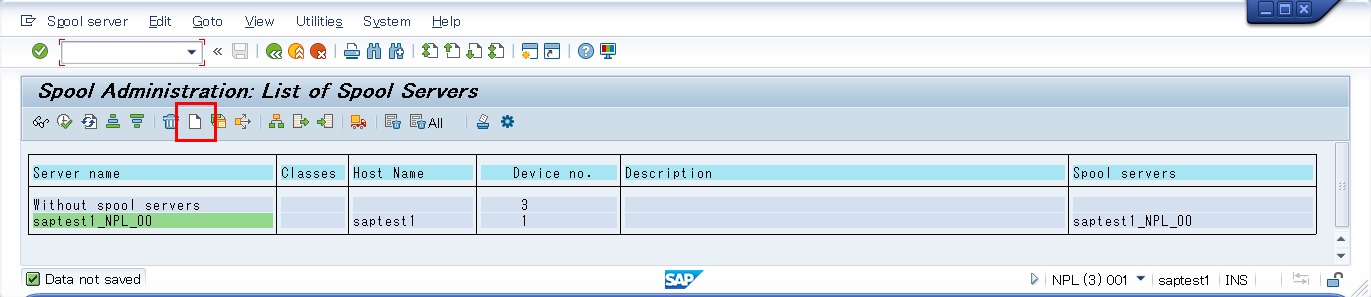 Spool server Edit Goto View Utilities System Help
Spool Administration: List of Spool Servers
All
Server name Classes Host Name Device no. Description Spool servers
Without spool servers 3
saptest1_NPL_00 saptest1 1 saptest1_NPL_00
Data not saved SAP NPL (3) 001 saptest1 INS